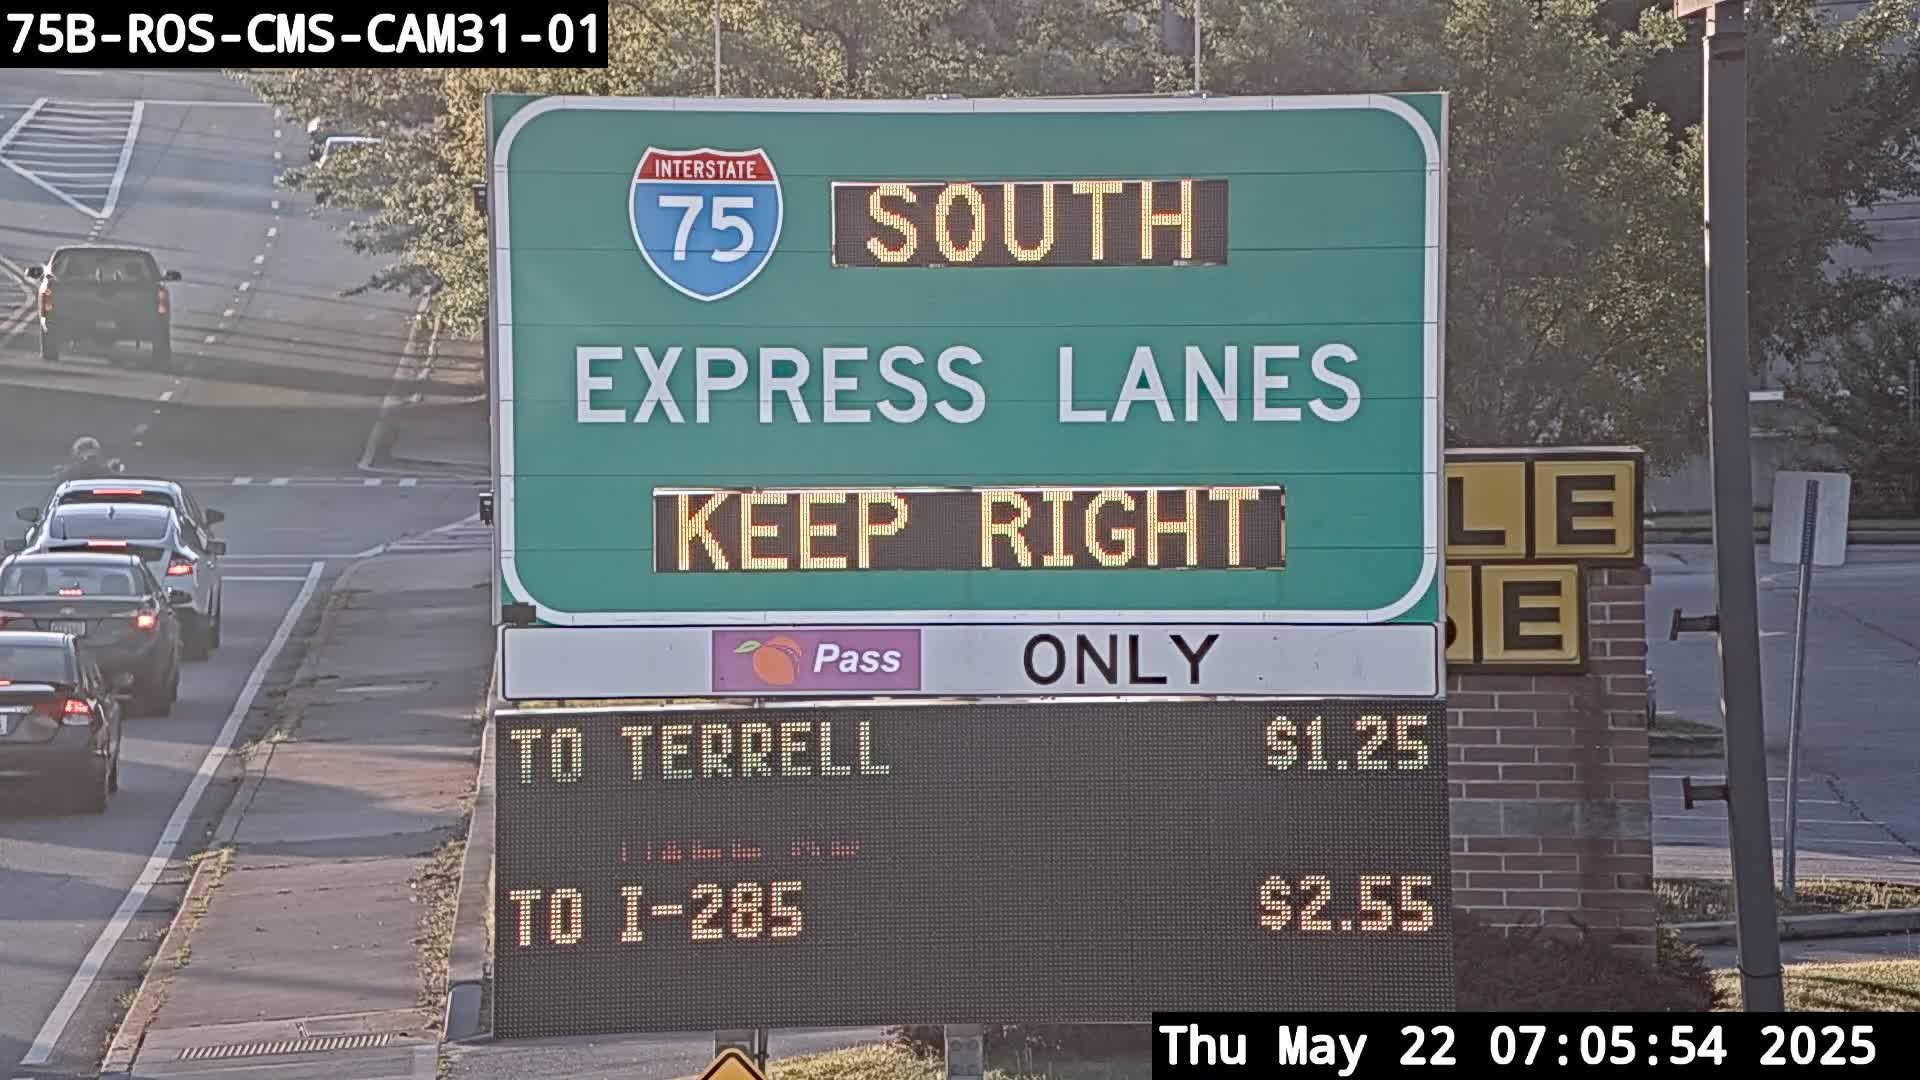 75B-ROS-CMS-CAM31-01
INTERSTATE
75
SOUTH
EXPRESS LANES
KEEP RIGHT
LE
E
Pass ONLY
TO TERRELL $1.25
TO I-285 $2.55
Thu May 22 07:05:54 2025